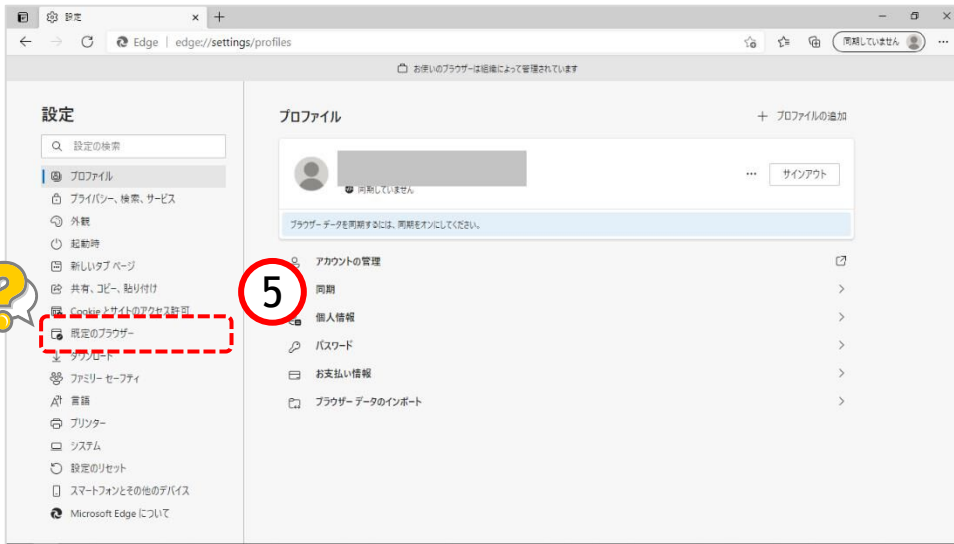 設定
Edge | edge://settings/profiles
同期していません
お使いのブラウザーは組織によって管理されています
設定
設定の検索
プロファイル
プライバシー、検索、サービス
外観
起動時
新しいタブ ページ
共有、コピー、貼り付け
Cookie とサイトのアクセス許可
既定のブラウザー
ダウンロード
ファミリー セーフティ
言語
プリンター
システム
設定のリセット
スマートフォンとその他のデバイス
Microsoft Edge について
?
5
プロファイル
プロファイルの追加
同期していません
サインアウト
ブラウザー データを同期するには、同期をオンにしてください。
アカウントの管理
同期
個人情報
パスワード
お支払い情報
ブラウザー データのインポート